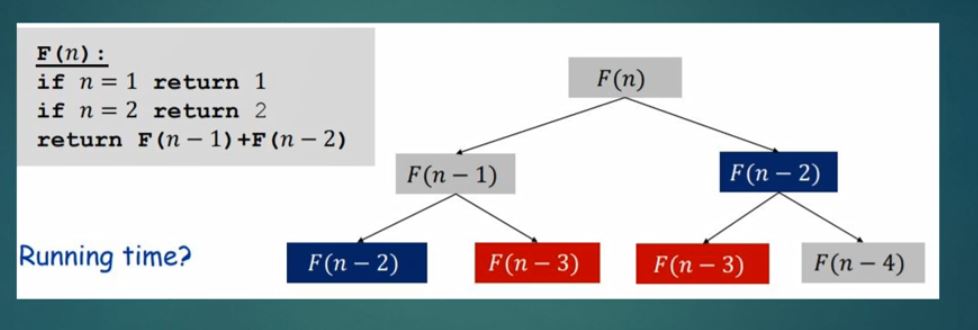 F(n):
if n = 1 return 1
if n = 2 return 2
return F(n − 1)+F(n − 2)
F(n)
F(n − 1)
F(n − 2)
Running time?
F(n − 2)
F(n − 3)
F(n − 3)
F(n − 4)